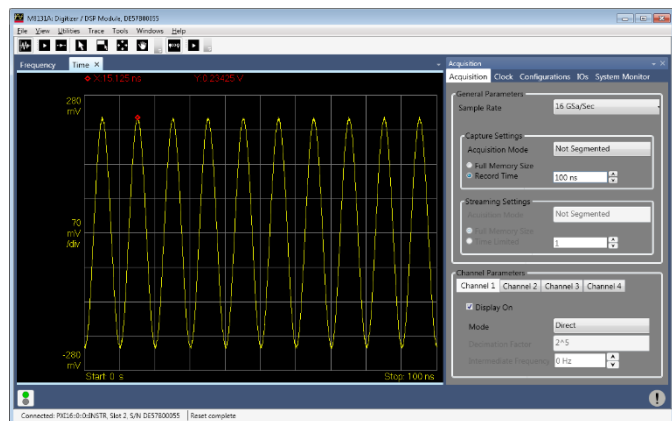 M8131A: Digitizer / DSP Module, DE57800055
File View Utilities Trace Tools Windows Help
Frequency Time
X:15.125 ns Y:0.20425 V
280 mV
70 mV /div
-280 mV
Start: 0 s Stop: 100 ns
Acquisition
Acquisition Clock Configurations IOs System Monitor
General Parameters
Sample Rate 16 GSa/Sec
Capture Settings
Acquisition Mode Not Segmented
Full Memory Size
Record Time 100 ns
Streaming Settings
Acquisition Mode Not Segmented
Full Memory Size
Time Limited 1
Channel Parameters
Channel 1 Channel 2 Channel 3 Channel 4
Display On
Mode Direct
Decimation Factor 2^5
Intermediate Frequency 0 Hz
Connected: PXI16::0::0::INSTR, Slot 2, S/N DE57800055 Reset complete